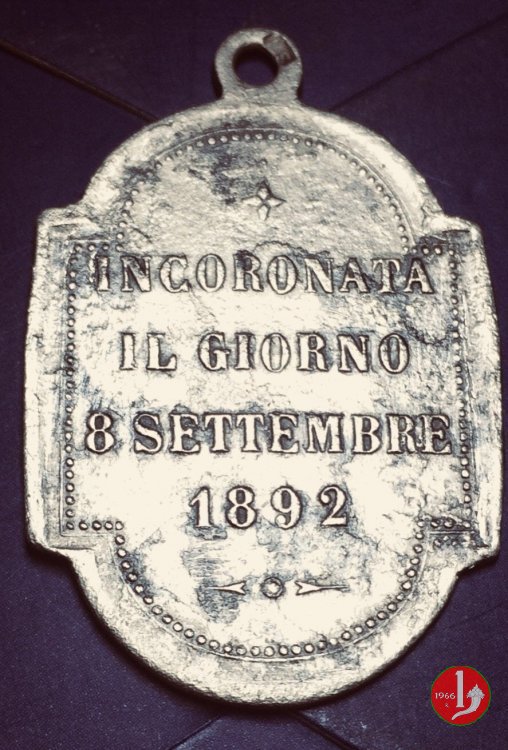 INCORONATA
IL GIORNO
8 SETTEMBRE
1892
1966